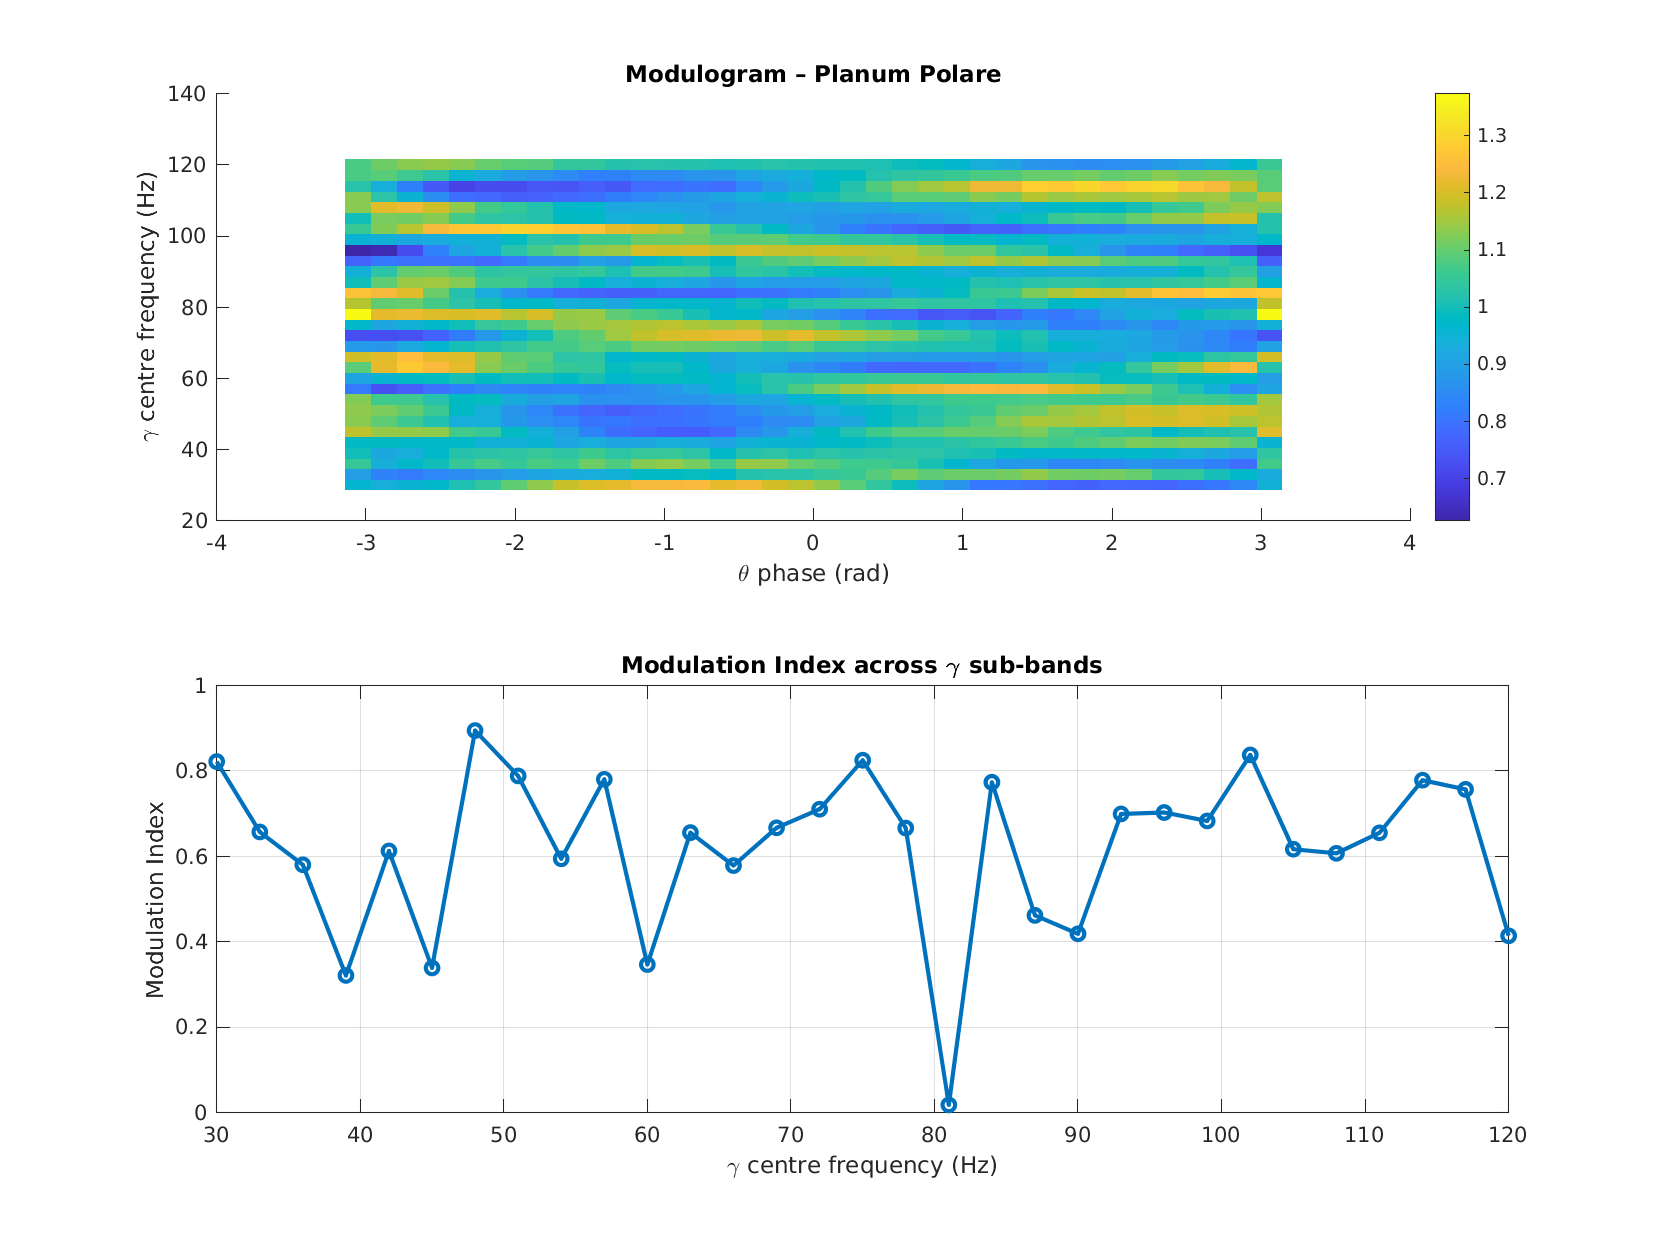 Modulogram – Planum Polare
γ centre frequency (Hz)
140
120
100
80
60
40
20
-4 -3 -2 -1 0 1 2 3 4
θ phase (rad)
1.3
1.2
1.1
1
0.9
0.8
0.7
Modulation Index across γ sub-bands
Modulation Index
1
0.8
0.6
0.4
0.2
0
30 40 50 60 70 80 90 100 110 120
γ centre frequency (Hz)